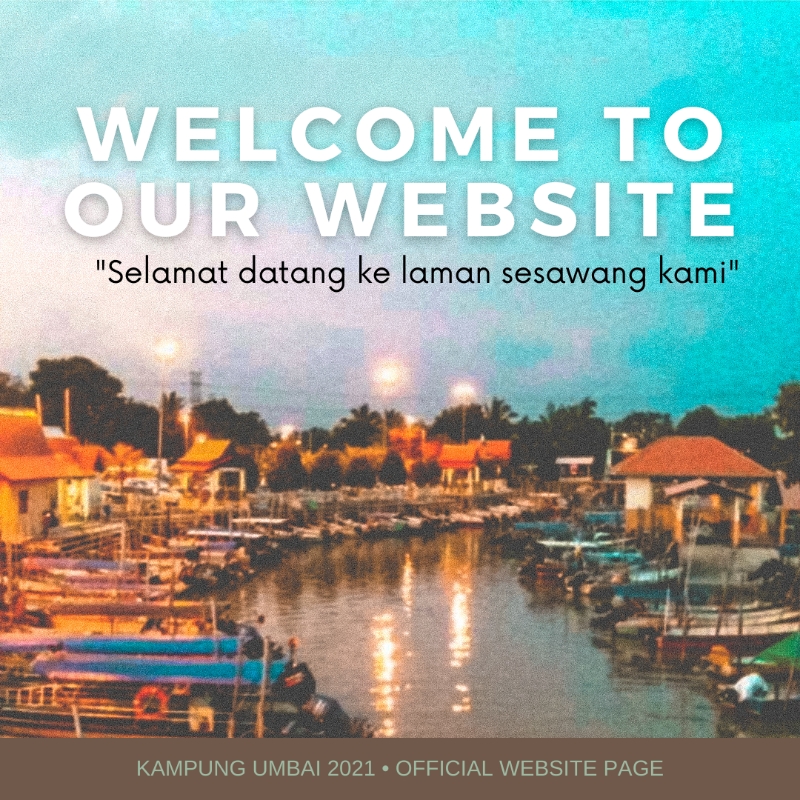 WELCOME TO
OUR WEBSITE
"Selamat datang ke laman sesawang kami"
KAMPUNG UMBAI 2021 • OFFICIAL WEBSITE PAGE